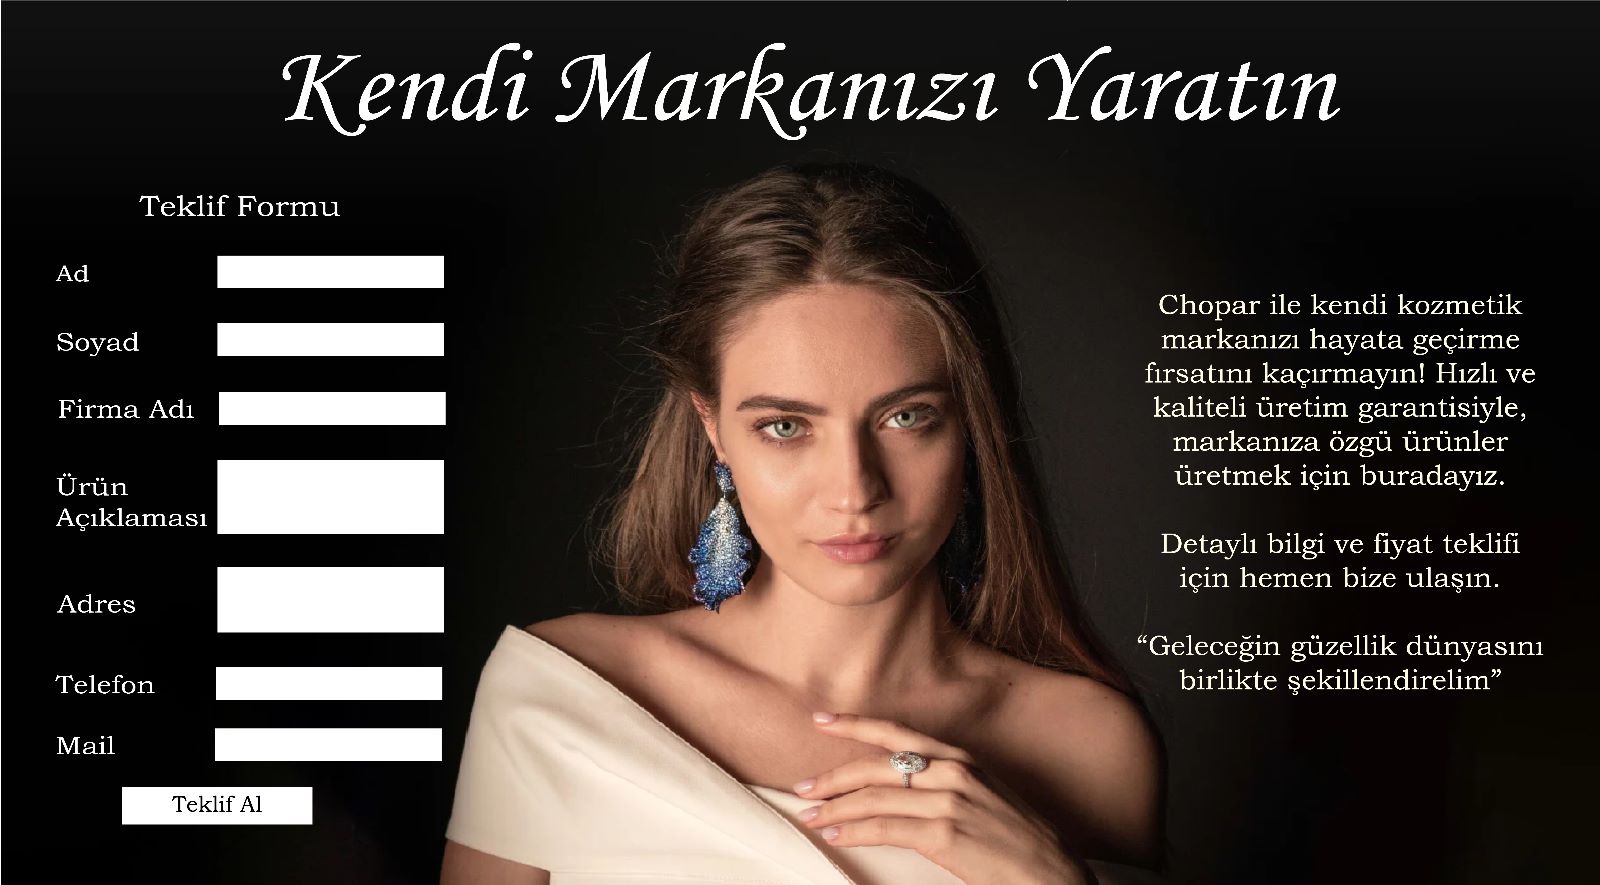 Kendi Markanızı Yaratın
Teklif Formu
Ad
Soyad
Firma Adı
Ürün
Açıklaması
Adres
Telefon
Mail
Teklif Al
Chopar ile kendi kozmetik
markanızı hayata geçirme
fırsatını kaçırmayın! Hızlı ve
kaliteli üretim garantisiyle,
markanıza özgü ürünler
üretmek için buradayız.
Detaylı bilgi ve fiyat teklifi
için hemen bize ulaşın.
“Geleceğin güzellik dünyasını
birlikte şekillendirelim”